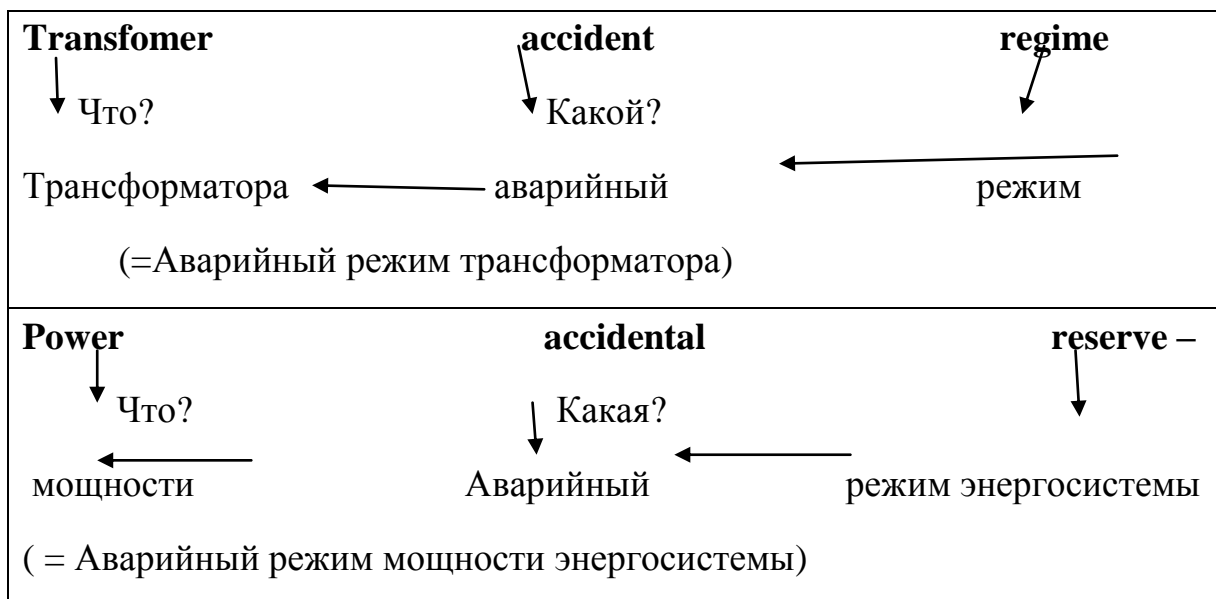 Transfomer accident regime
Что? Какой?
Трансформатора аварийный режим
(=Аварийный режим трансформатора)
Power accidental reserve –
Что? Какая?
мощности Аварийный режим энергосистемы
( = Аварийный режим мощности энергосистемы)